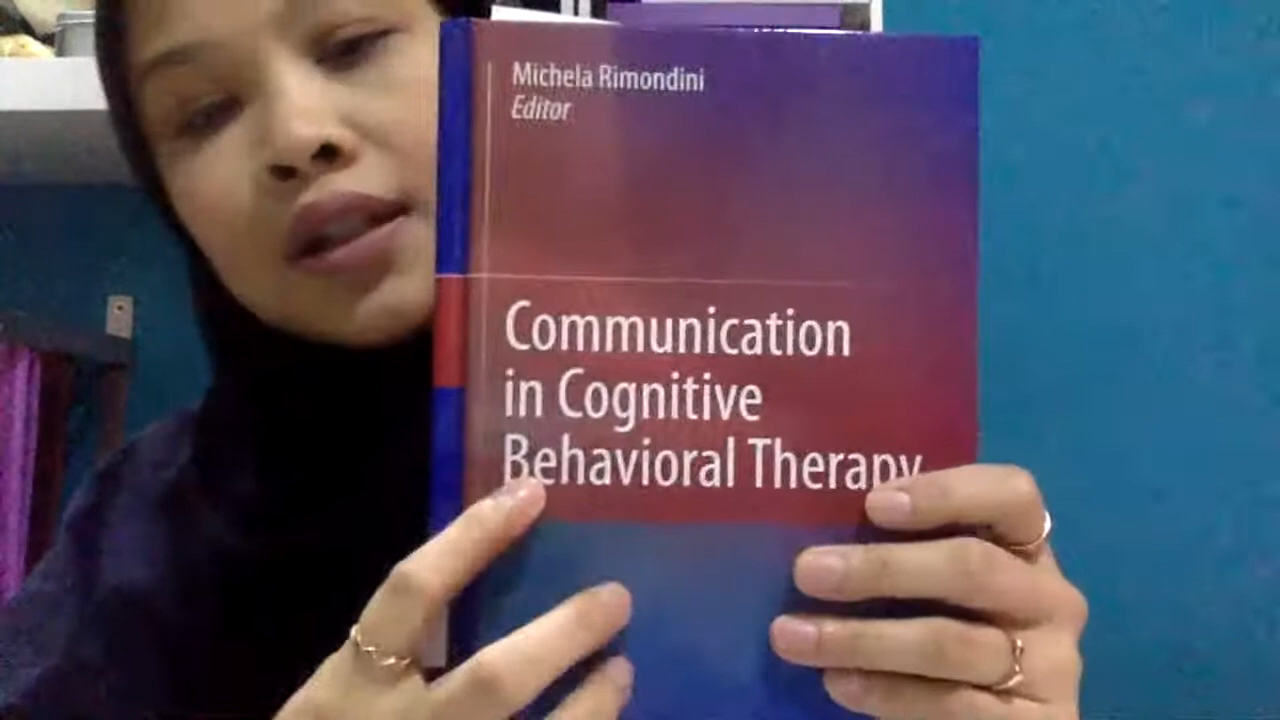 Michela Rimondini
Editor
Communication
in Cognitive
Behavioral Therapy